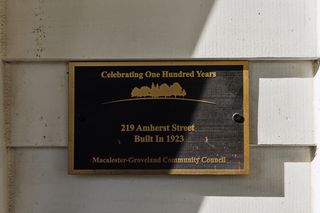 Celebrating One Hundred Years
219 Amherst Street
Built In 1923
Macalester-Groveland Community Council